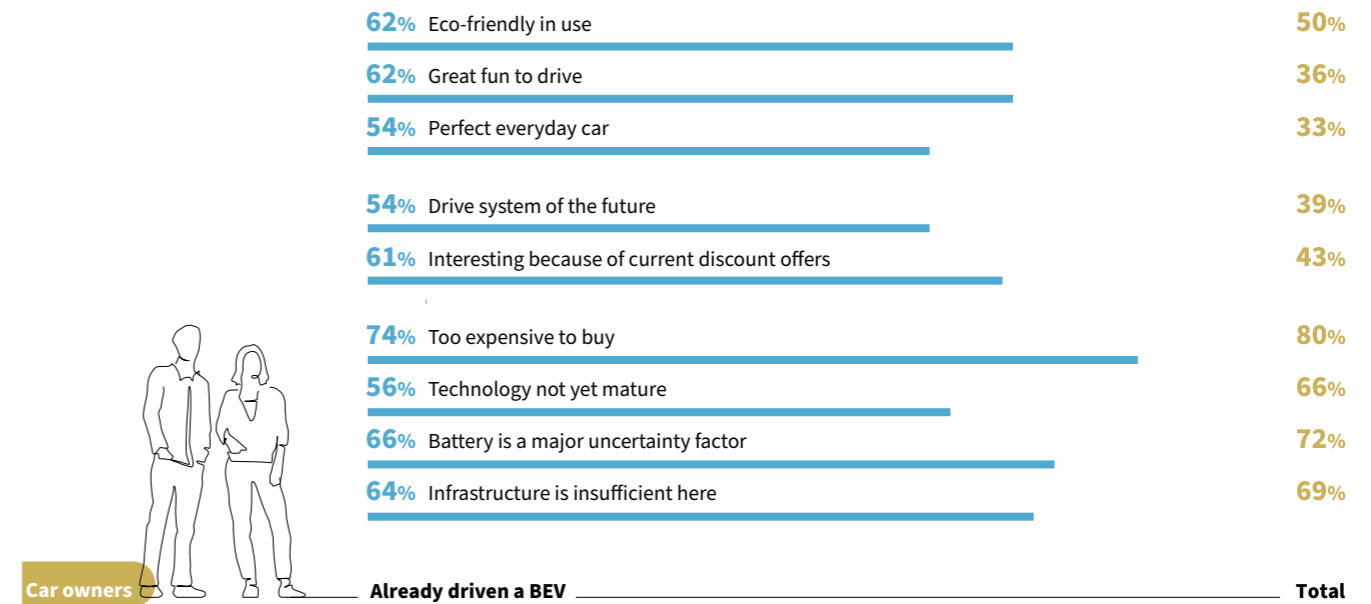 62% Eco-friendly in use 50%
62% Great fun to drive 36%
54% Perfect everyday car 33%
54% Drive system of the future 39%
61% Interesting because of current discount offers 43%
74% Too expensive to buy 80%
56% Technology not yet mature 66%
66% Battery is a major uncertainty factor 72%
64% Infrastructure is insufficient here 69%
Car owners Already driven a BEV Total